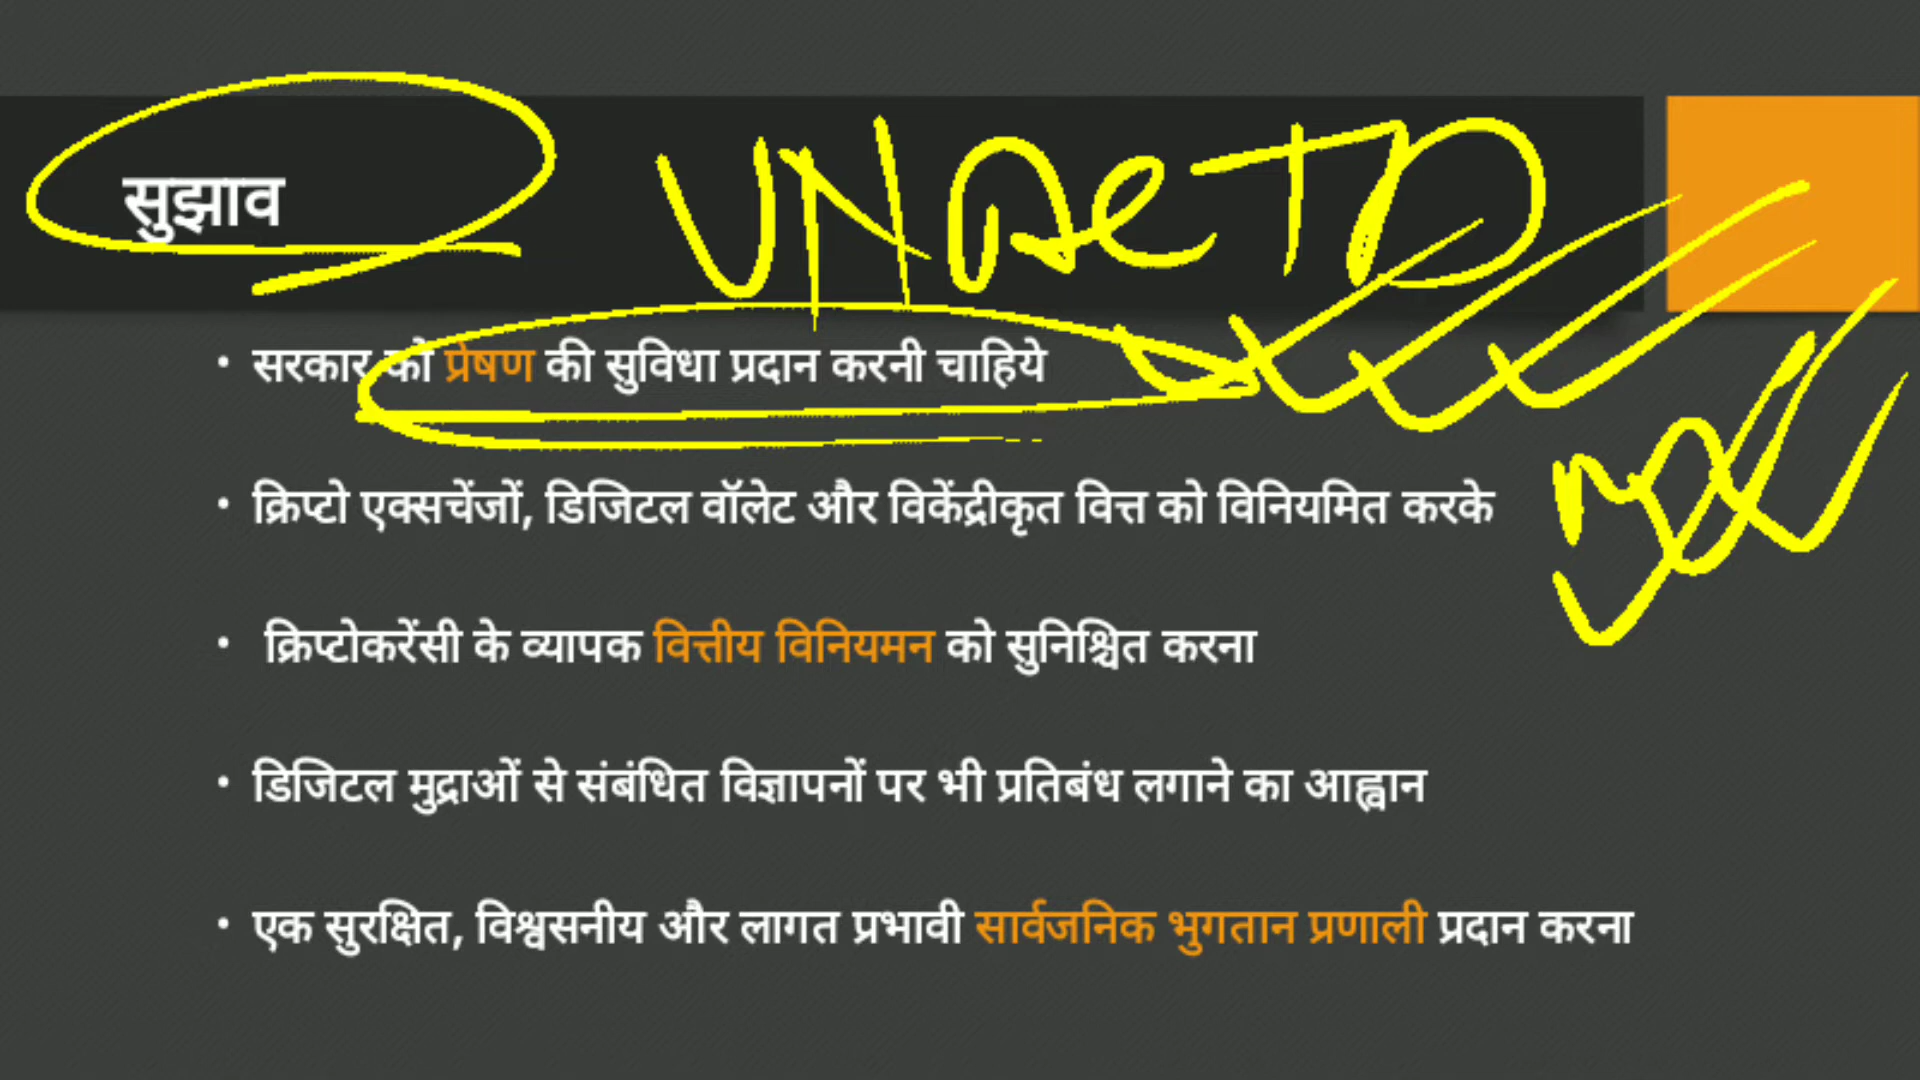 सुझाव
• सरकार को प्रेषण की सुविधा प्रदान करनी चाहिये
• क्रिप्टो एक्सचेंजों, डिजिटल वॉलेट और विकेंद्रीकृत वित्त को विनियमित करके
• क्रिप्टोकरेंसी के व्यापक वित्तीय विनियमन को सुनिश्चित करना
• डिजिटल मुद्राओं से संबंधित विज्ञापनों पर भी प्रतिबंध लगाने का आह्वान
• एक सुरक्षित, विश्वसनीय और लागत प्रभावी सार्वजनिक भुगतान प्रणाली प्रदान करना